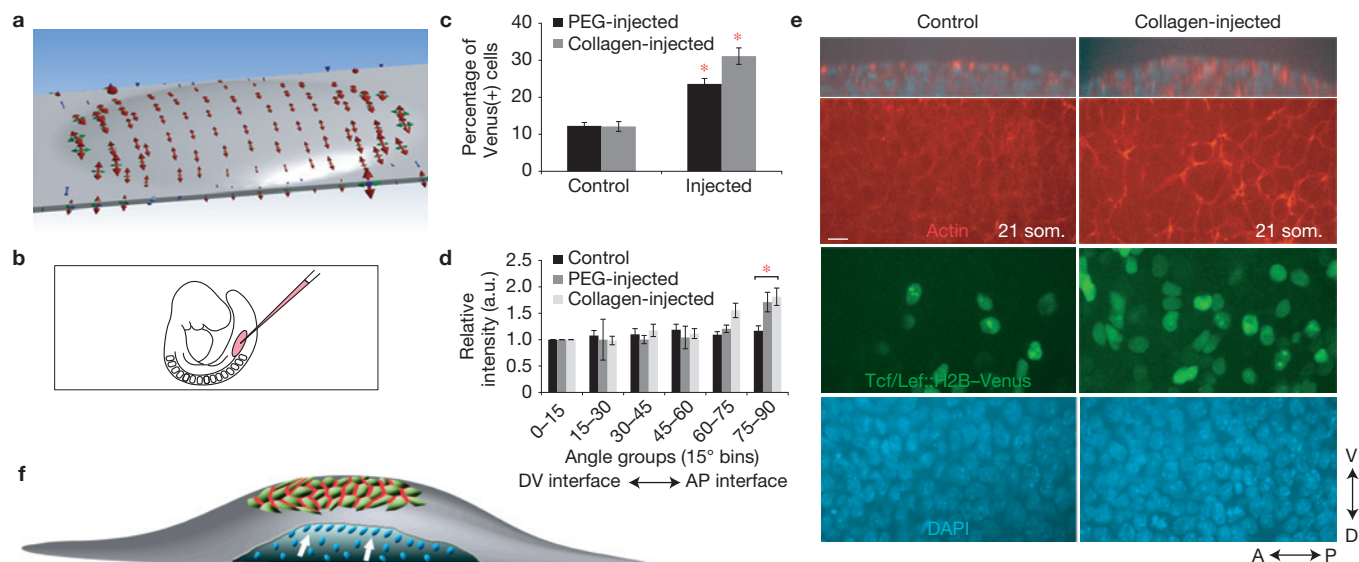 a
b
c
Percentage of
Venus(+) cells
40
30
20
10
0
PEG-injected
Collagen-injected
*
*
Control
Injected
d
Relative
intensity (a.u.)
2.5
2.0
1.5
1.0
0.5
0
Control
PEG-injected
Collagen-injected
*
0–15
15–30
30–45
45–60
60–75
75–90
Angle groups (15° bins)
DV interface
AP interface
e
Control
Collagen-injected
Actin
21 som.
21 som.
Tcf/Lef::H2B–Venus
DAPI
V
D
A
P
f